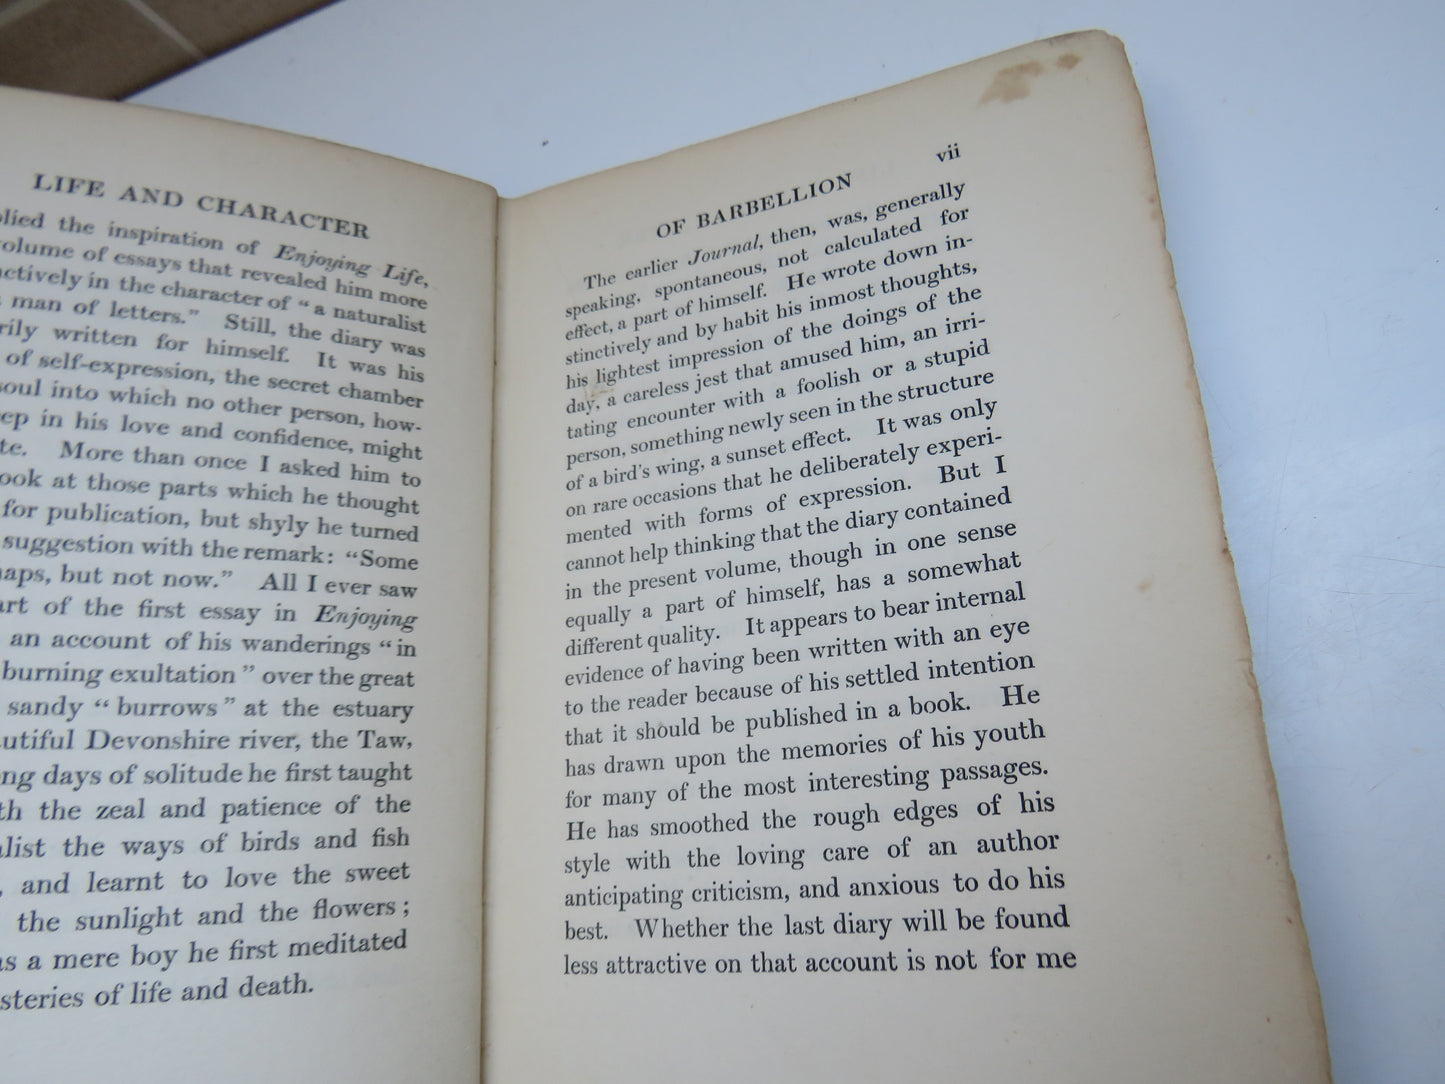 LIFE AND CHARACTER
the inspiration of Enjoying Life,
of essays that revealed him more
in the character of "a naturalist
man of letters." Still, the diary was
written for himself. It was his
of self-expression, the secret chamber
soul into which no other person, how-
in his love and confidence, might
More than once I asked him to
at those parts which he thought
for publication, but shyly he turned
suggestion with the remark: "Some
but not now." All I ever saw
of the first essay in Enjoying
an account of his wanderings "in
burning exultation" over the great
sandy "burrows" at the estuary
Devonshire river, the Taw,
days of solitude he first taught
the zeal and patience of the
the ways of birds and fish
, and learnt to love the sweet
the sunlight and the flowers;
as a mere boy he first meditated
of life and death.
vii
OF BARBELLION
The earlier Journal, then, was, generally
speaking, spontaneous, not calculated for
effect, a part of himself. He wrote down in-
stinctively and by habit his inmost thoughts,
his lightest impression of the doings of the
day, a careless jest that amused him, an irri-
tating encounter with a foolish or a stupid
person, something newly seen in the structure
of a bird's wing, a sunset effect. It was only
on rare occasions that he deliberately experi-
mented with forms of expression. But I
cannot help thinking that the diary contained
in the present volume, though in one sense
equally a part of himself, has a somewhat
different quality. It appears to bear internal
evidence of having been written with an eye
to the reader because of his settled intention
that it should be published in a book. He
has drawn upon the memories of his youth
for many of the most interesting passages.
He has smoothed the rough edges of his
style with the loving care of an author
anticipating criticism, and anxious to do his
best. Whether the last diary will be found
less attractive on that account is not for me